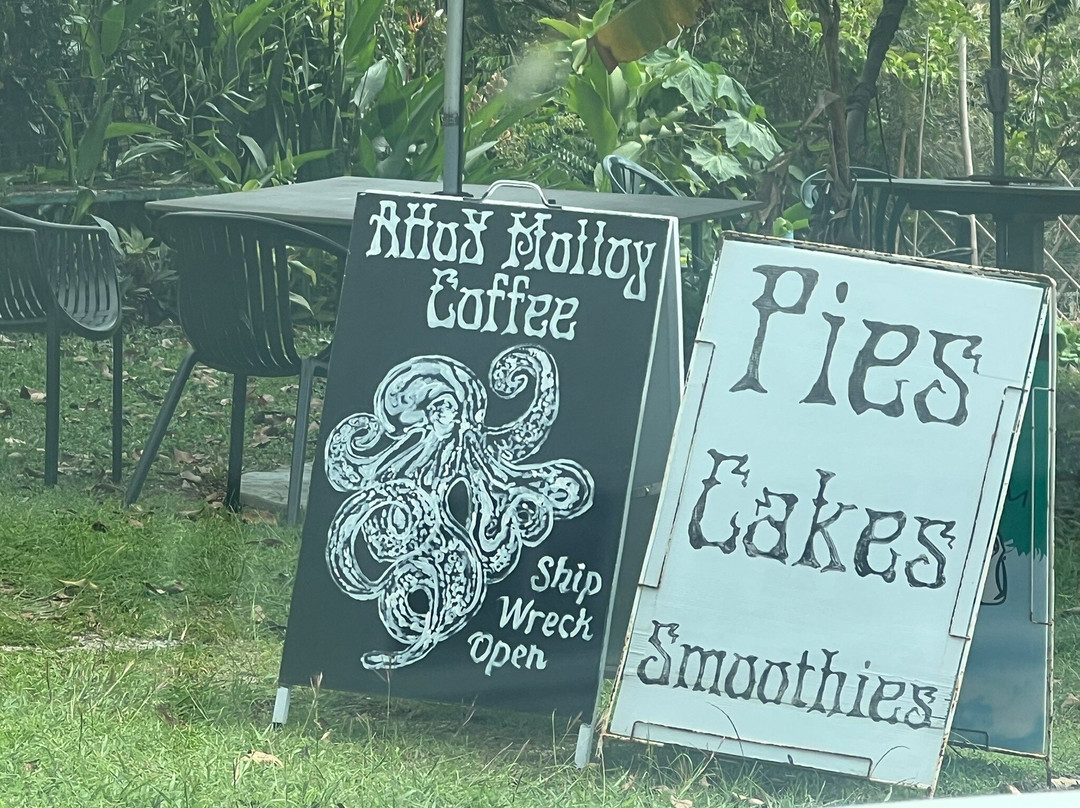 AHoY Molloy
Coffee
Ship
Wreck
Open
Pies
Cakes
Smoothies